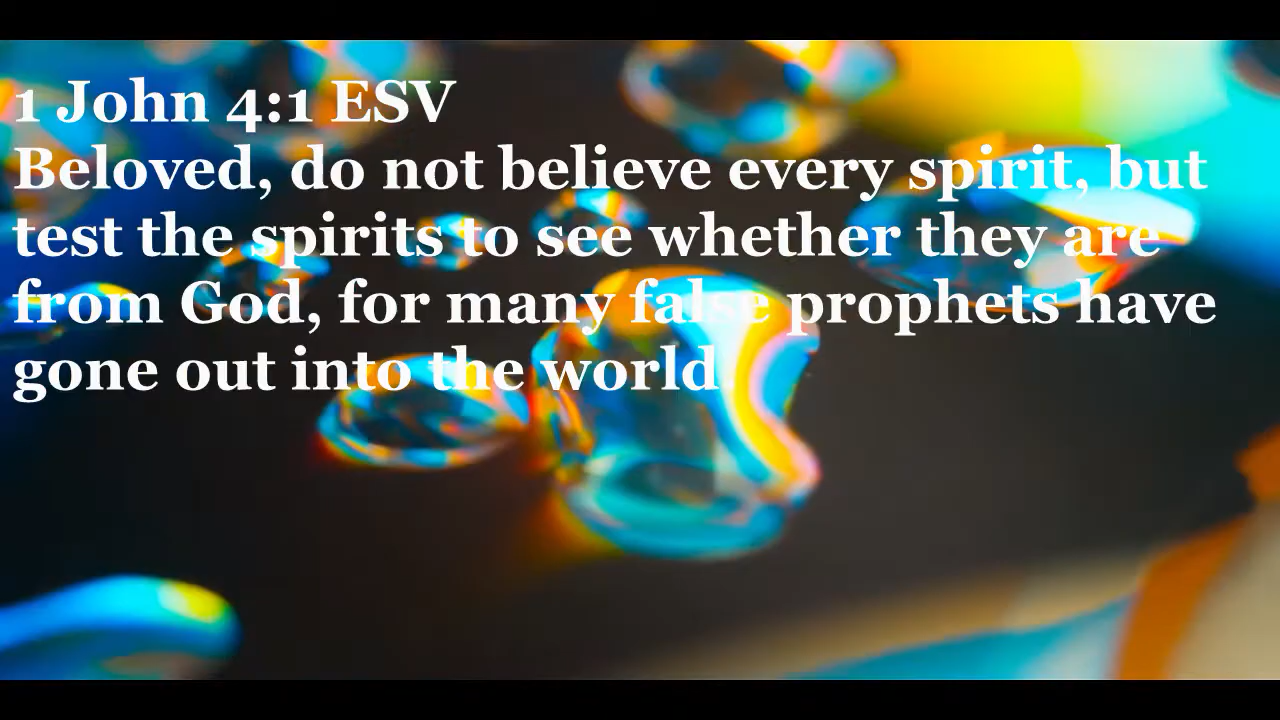 1 John 4:1 ESV
Beloved, do not believe every spirit, but
test the spirits to see whether they are
from God, for many false prophets have
gone out into the world.